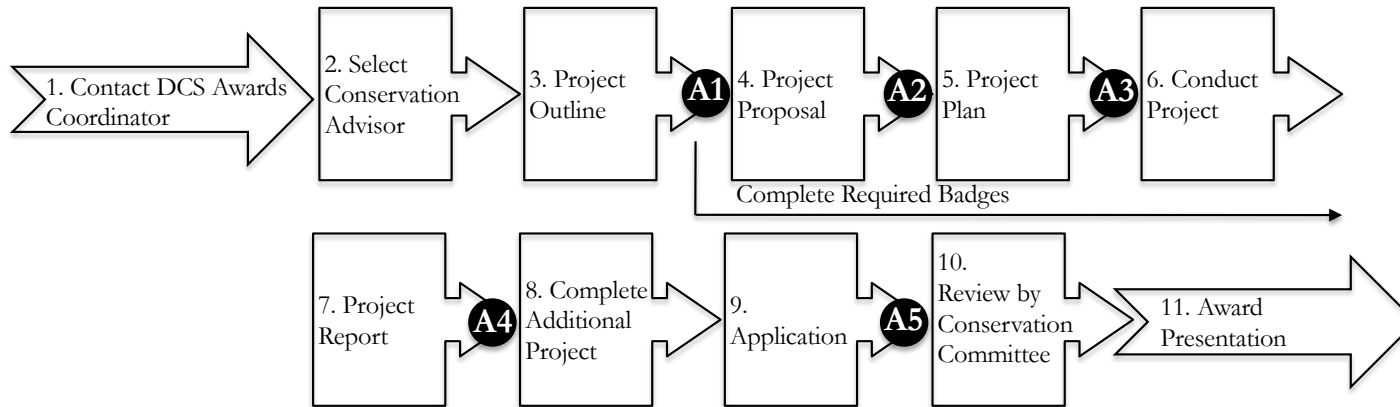 1. Contact DCS Awards
Coordinator
2. Select
Conservation
Advisor
3. Project
Outline
A1
4. Project
Proposal
A2
5. Project
Plan
A3
6. Conduct
Project
Complete Required Badges
7. Project
Report
A4
8. Complete
Additional
Project
9.
Application
A5
10.
Review by
Conservation
Committee
11. Award
Presentation